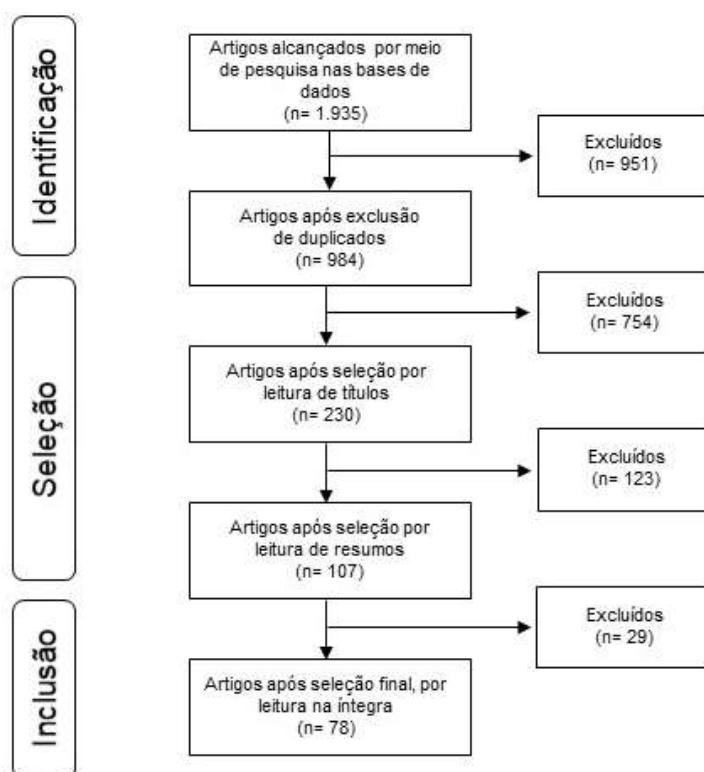 Identificação
Artigos alcançados por meio
de pesquisa nas bases de
dados
(n= 1.935)
Excluídos
(n= 951)
Artigos após exclusão
de duplicados
(n= 984)
Seleção
Excluídos
(n= 754)
Artigos após seleção por
leitura de títulos
(n= 230)
Excluídos
(n= 123)
Artigos após seleção por
leitura de resumos
(n= 107)
Inclusão
Excluídos
(n= 29)
Artigos após seleção final, por
leitura na íntegra
(n= 78)